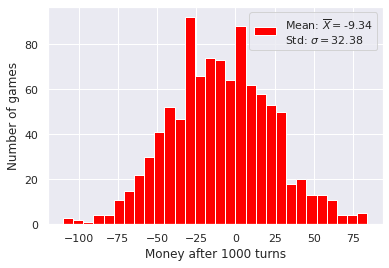 Mean: X̅ = -9.34
Std: σ = 32.38
Number of games
80
60
40
20
0
−100 −75 −50 −25 0 25 50 75
Money after 1000 turns